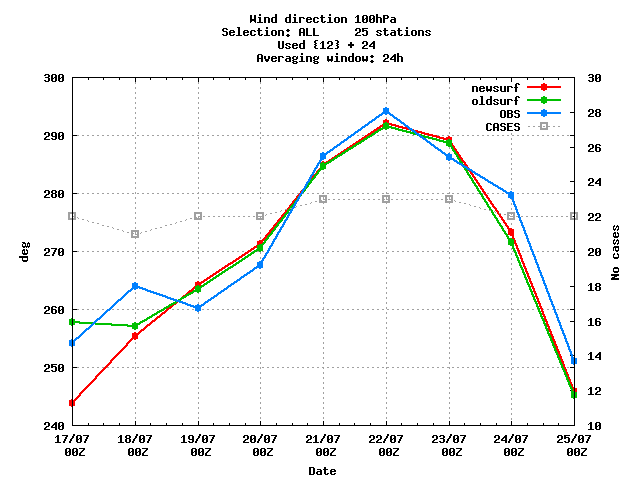 Wind direction 100hPa
Selection: ALL 25 stations
Used {12} + 24
Averaging window: 24h
newsurf
oldsurf
OBS
CASES
300
290
280
270
260
250
240
deg
30
28
26
24
22
20
18
16
14
12
10
No cases
17/07 18/07 19/07 20/07 21/07 22/07 23/07 24/07 25/07
00Z 00Z 00Z 00Z 00Z 00Z 00Z 00Z 00Z
Date